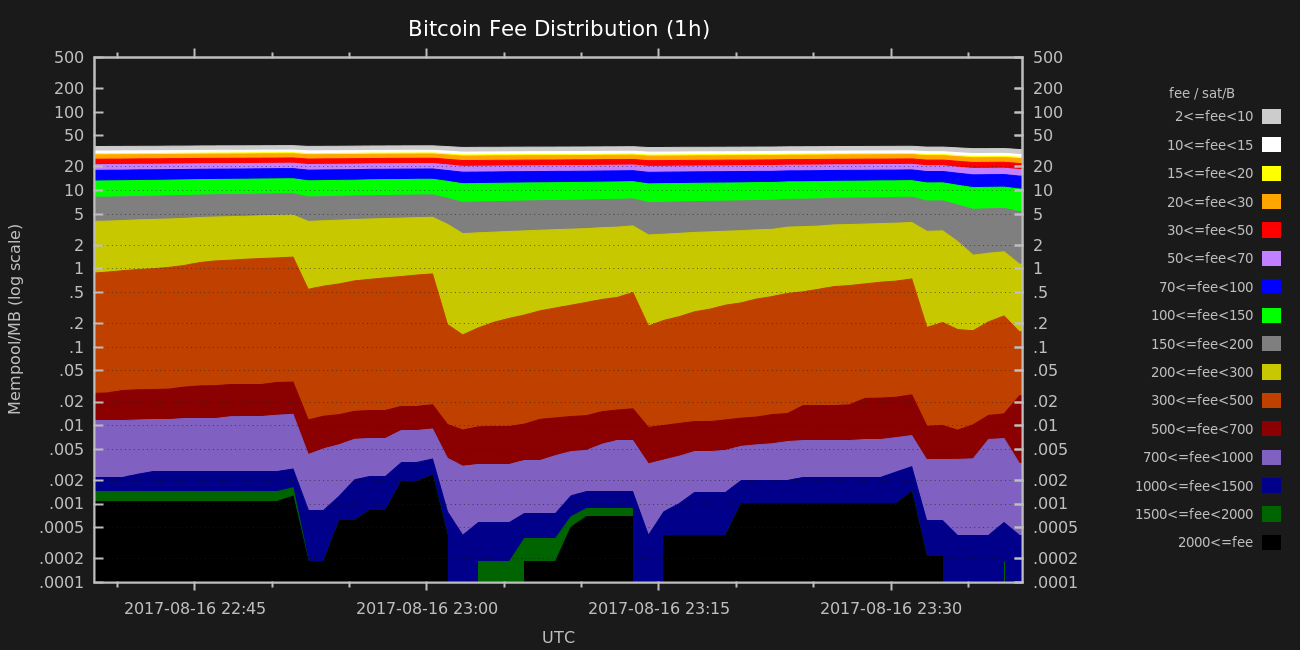 Bitcoin Fee Distribution (1h)
Mempool/MB (log scale)
500
200
100
50
20
10
5
2
1
.5
.2
.1
.05
.02
.01
.005
.002
.001
.0005
.0002
.0001
500
200
100
50
20
10
5
2
1
.5
.2
.1
.05
.02
.01
.005
.002
.001
.0005
.0002
.0001
2017-08-16 22:45 2017-08-16 23:00 2017-08-16 23:15 2017-08-16 23:30
UTC
fee / sat/B
2<=fee<10
10<=fee<15
15<=fee<20
20<=fee<30
30<=fee<50
50<=fee<70
70<=fee<100
100<=fee<150
150<=fee<200
200<=fee<300
300<=fee<500
500<=fee<700
700<=fee<1000
1000<=fee<1500
1500<=fee<2000
2000<=fee